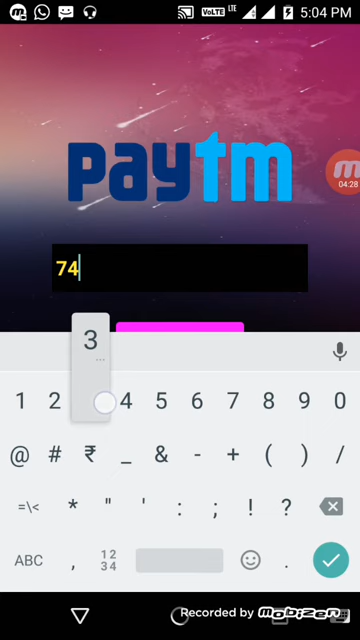 VoLTE LTE 5:04 PM
paytm
04:28
74
3
...
1 2 4 5 6 7 8 9 0
@ # ₹ _ & - + ( ) /
=\< * " ' : ; ! ?
ABC , 12 34 .
Recorded by mobizen